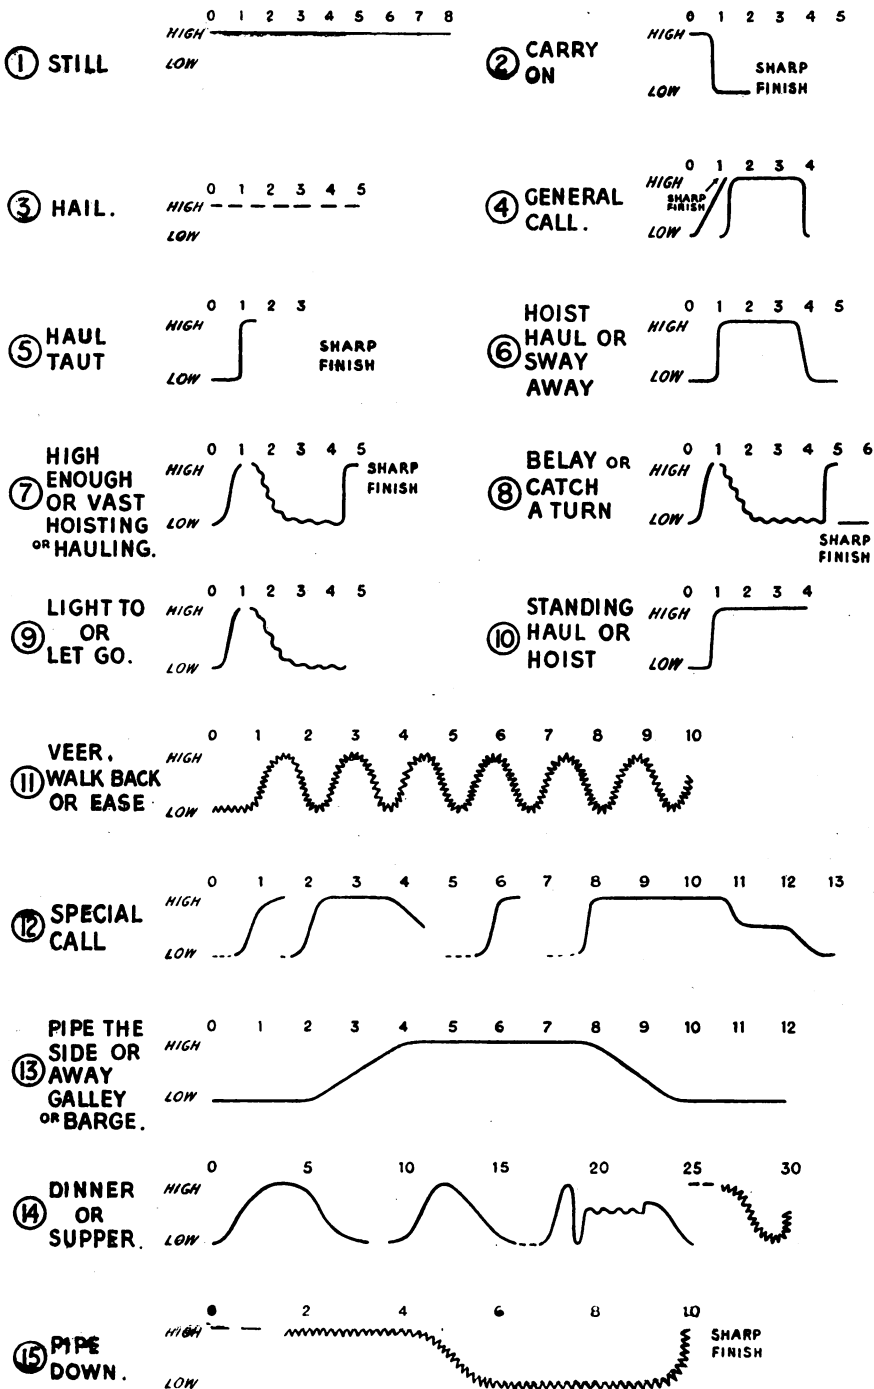 0 1 2 3 4 5 6 7 8
HIGH
① STILL
LOW
0 1 2 3 4 5
HIGH
② CARRY
ON
SHARP
FINISH
LOW
0 1 2 3 4 5
③ HAIL.
HIGH
LOW
0 1 2 3 4
HIGH
④ GENERAL
CALL.
SHARP
FINISH
LOW
0 1 2 3
HIGH
⑤ HAUL
TAUT
SHARP
FINISH
LOW
0 1 2 3 4 5
⑥ HOIST
HAUL OR
SWAY
AWAY
HIGH
LOW
0 1 2 3 4 5
⑦ HIGH
ENOUGH
OR VAST
HOISTING
OR HAULING.
HIGH
LOW
SHARP
FINISH
0 1 2 3 4 5 6
⑧ BELAY OR
CATCH
A TURN
HIGH
LOW
SHARP
FINISH
0 1 2 3 4 5
⑨ LIGHT TO
OR
LET GO.
HIGH
LOW
0 1 2 3 4
⑩ STANDING
HAUL OR
HOIST
HIGH
LOW
0 1 2 3 4 5 6 7 8 9 10
⑪ VEER.
WALK BACK
OR EASE
HIGH
LOW
0 1 2 3 4 5 6 7 8 9 10 11 12 13
⑫ SPECIAL
CALL
HIGH
LOW
0 1 2 3 4 5 6 7 8 9 10 11 12
⑬ PIPE THE
SIDE OR
AWAY
GALLEY
OR BARGE.
HIGH
LOW
0 5 10 15 20 25 30
⑭ DINNER
OR
SUPPER.
HIGH
LOW
0 2 4 6 8 10
⑮ PIPE
DOWN.
HIGH
LOW
SHARP
FINISH